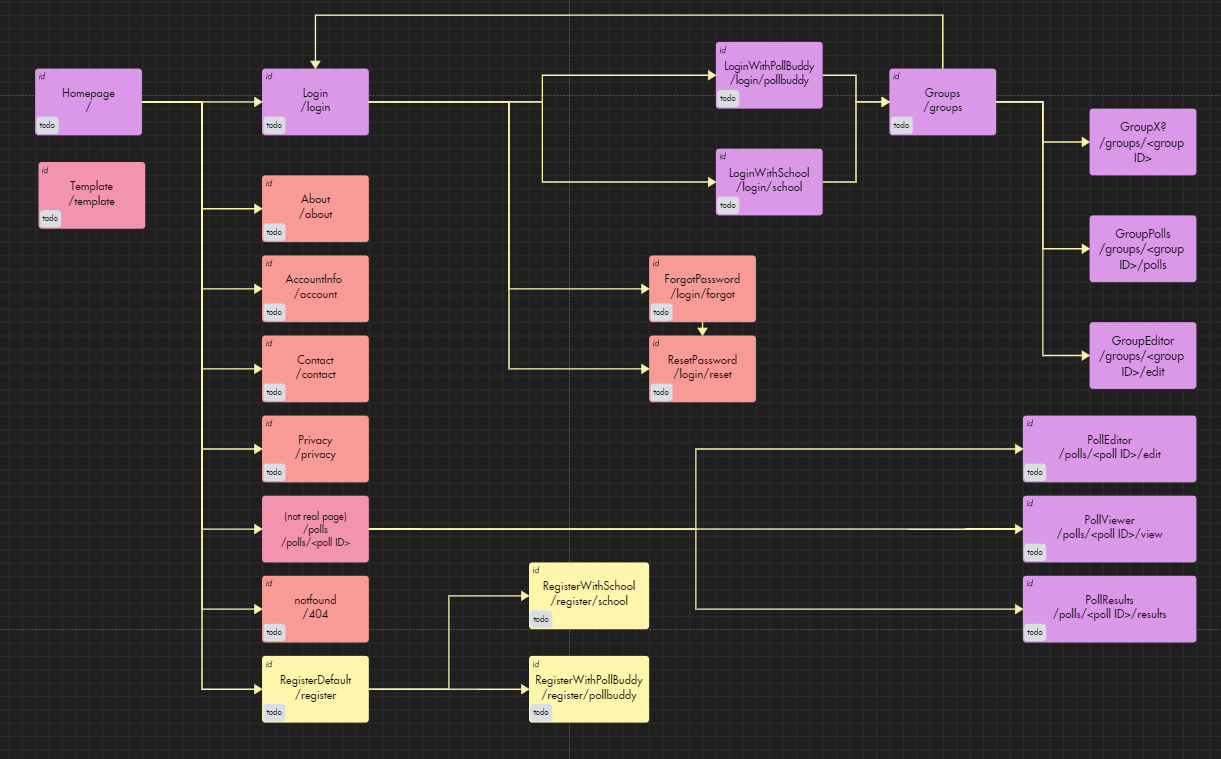 id
Homepage
/
todo
id
Template
/template
todo
id
Login
/login
todo
id
About
/about
todo
id
AccountInfo
/account
todo
id
Contact
/contact
todo
id
Privacy
/privacy
todo
(not real page)
/polls
/polls/<poll ID>
id
notfound
/404
todo
id
RegisterDefault
/register
todo
id
RegisterWithSchool
/register/school
todo
id
RegisterWithPollBuddy
/register/pollbuddy
todo
id
LoginWithPollBuddy
/login/pollbuddy
todo
id
LoginWithSchool
/login/school
todo
id
ForgotPassword
/login/forgot
todo
id
ResetPassword
/login/reset
todo
id
Groups
/groups
todo
GroupX?
/groups/<group
ID>
GroupPolls
/groups/<group
ID>/polls
GroupEditor
/groups/<group
ID>/edit
id
PollEditor
/polls/<poll ID>/edit
todo
id
PollViewer
/polls/<poll ID>/view
todo
id
PollResults
/polls/<poll ID>/results
todo